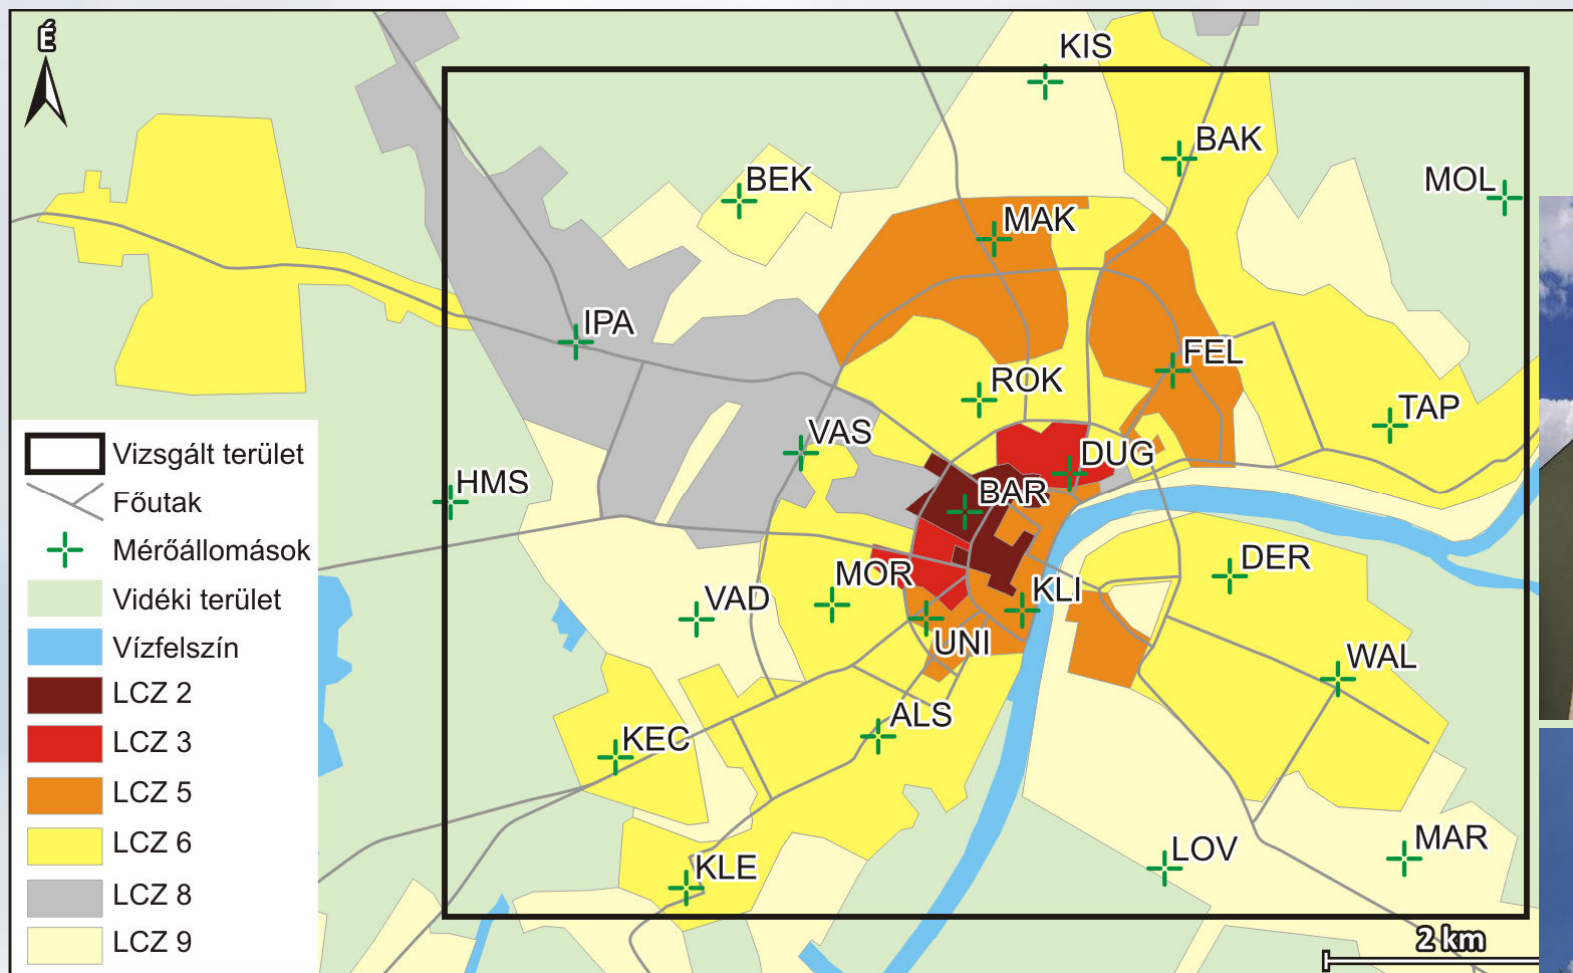 É
KIS
BAK
BEK
MOL
MAK
IPA
FEL
ROK
TAP
VAS
DUG
HMS
BAR
DER
MOR
KLI
VAD
UNI
WAL
ALS
KEC
MAR
LOV
KLE
Vizsgált terület
Főutak
Mérőállomások
Vidéki terület
Vízfelszín
LCZ 2
LCZ 3
LCZ 5
LCZ 6
LCZ 8
LCZ 9
2 km